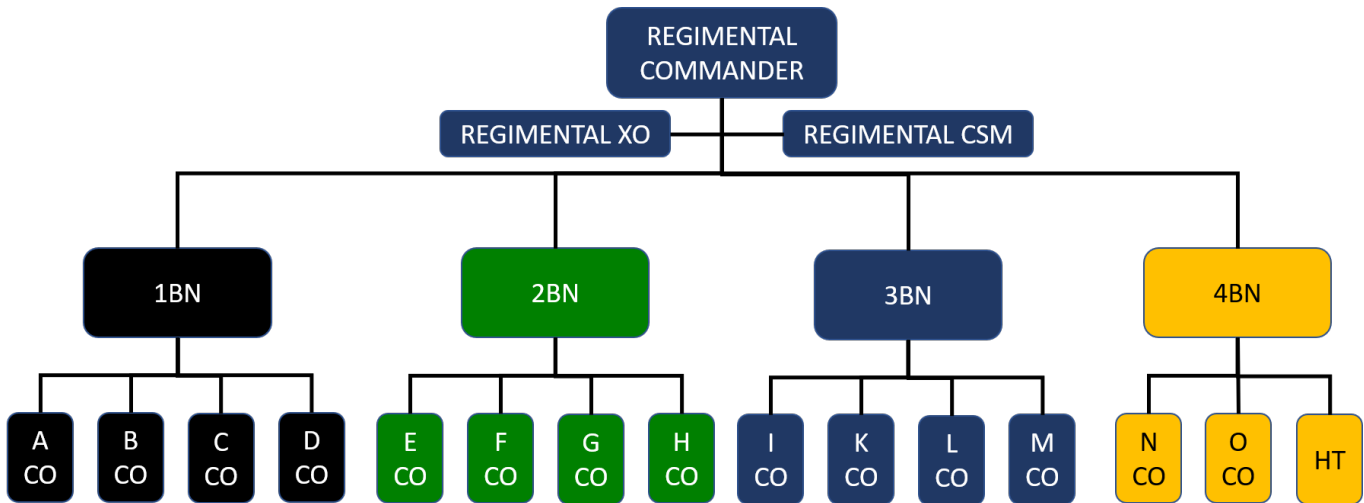 REGIMENTAL
COMMANDER
REGIMENTAL XO
REGIMENTAL CSM
1BN
2BN
3BN
4BN
A
CO
B
CO
C
CO
D
CO
E
CO
F
CO
G
CO
H
CO
I
CO
K
CO
L
CO
M
CO
N
CO
O
CO
HT